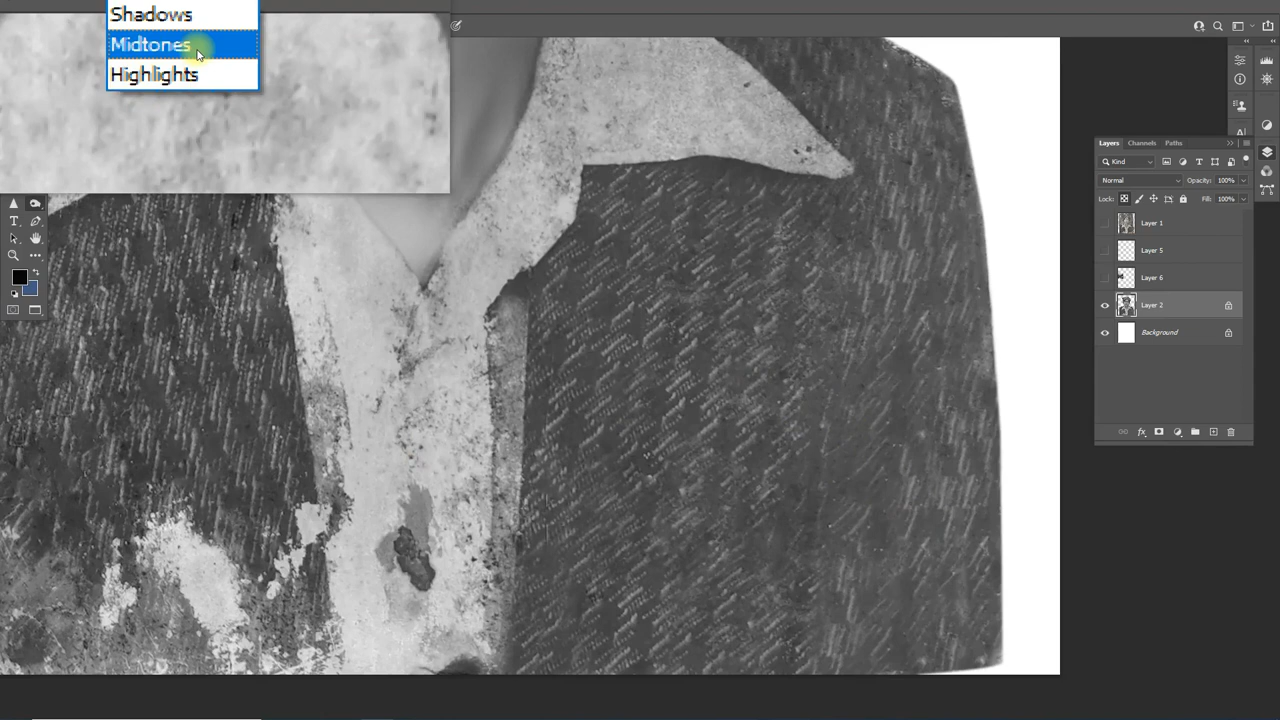 Shadows
Midtones
Highlights
Layers
Channels
Paths
Kind
Normal
Opacity: 100%
Lock:
Fill: 100%
Layer 1
Layer 5
Layer 6
Layer 2
Background